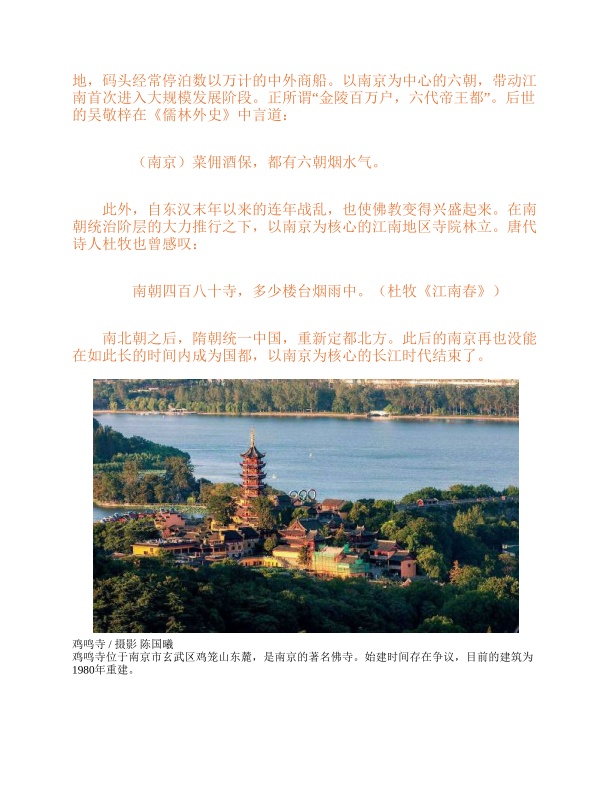 地，码头经常停泊数以万计的中外商船。以南京为中心的六朝，带动江
南首次进入大规模发展阶段。正所谓“金陵百万户，六代帝王都”。后世
的吴敬梓在《儒林外史》中言道：
（南京）菜佣酒保，都有六朝烟水气。
此外，自东汉末年以来的连年战乱，也使佛教变得兴盛起来。在南
朝统治阶层的大力推行之下，以南京为核心的江南地区寺院林立。唐代
诗人杜牧也曾感叹：
南朝四百八十寺，多少楼台烟雨中。（杜牧《江南春》）
南北朝之后，隋朝统一中国，重新定都北方。此后的南京再也没能
在如此长的时间内成为国都，以南京为核心的长江时代结束了。
鸡鸣寺 / 摄影 陈国曦
鸡鸣寺位于南京市玄武区鸡笼山东麓，是南京的著名佛寺。始建时间存在争议，目前的建筑为
1980年重建。